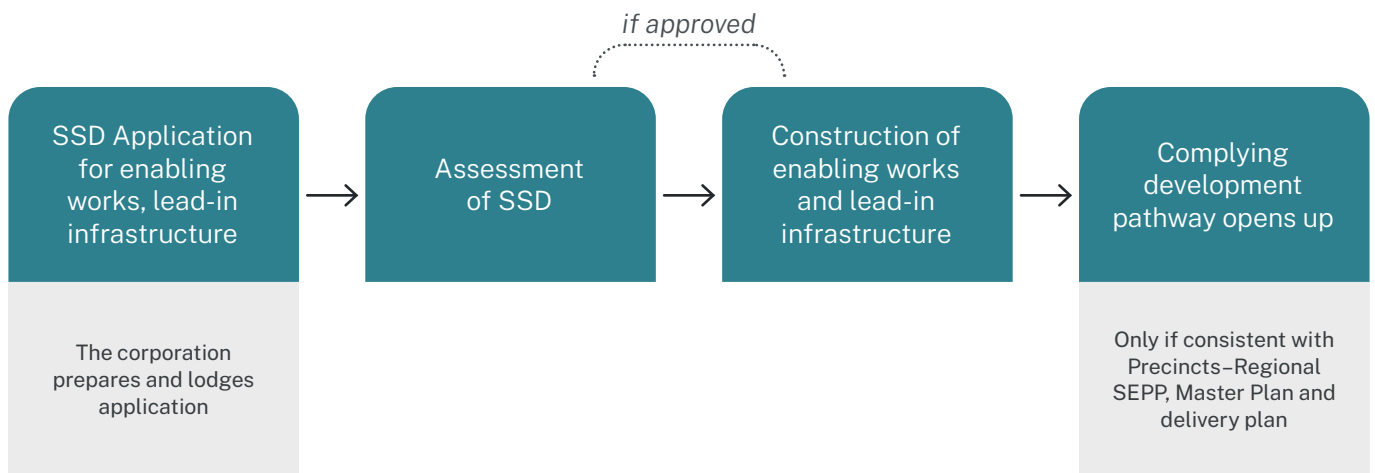 if approved
SSD Application
for enabling
works, lead-in
infrastructure
Assessment
of SSD
Construction of
enabling works
and lead-in
infrastructure
Complying
development
pathway opens up
The corporation
prepares and lodges
application
Only if consistent with
Precincts–Regional
SEPP, Master Plan and
delivery plan